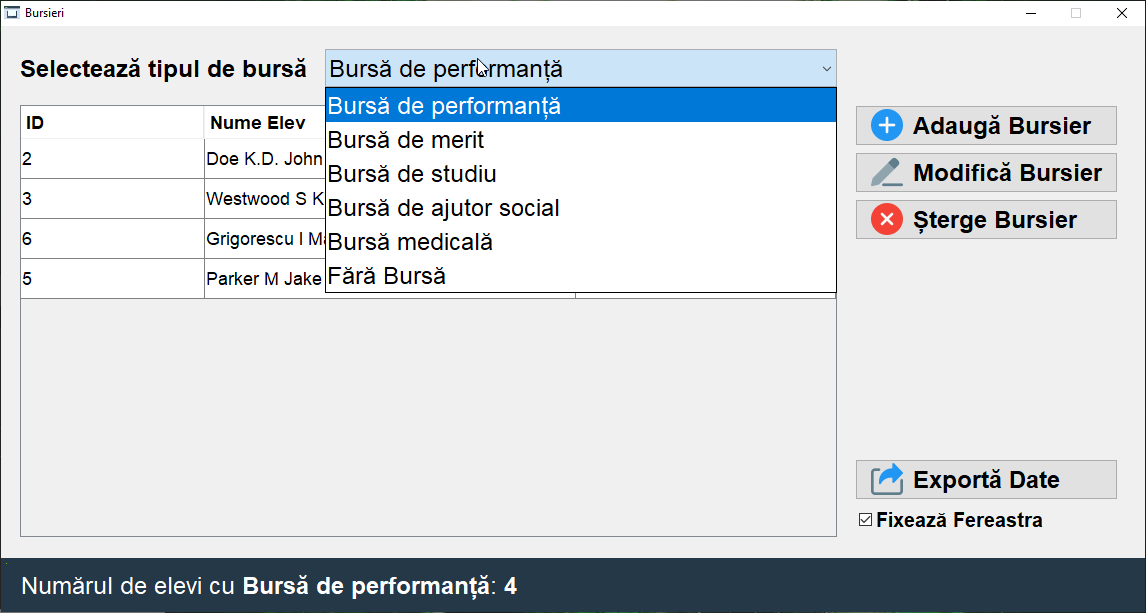 Bursieri
Selectează tipul de bursă
Bursă de performanță
Bursă de performanță
Bursă de merit
Bursă de studiu
Bursă de ajutor social
Bursă medicală
Fără Bursă
ID Nume Elev
2 Doe K.D. John
3 Westwood S K
6 Grigorescu I
5 Parker M Jake
Adaugă Bursier
Modifică Bursier
Șterge Bursier
Exportă Date
Fixează Fereastra
Numărul de elevi cu Bursă de performanță: 4